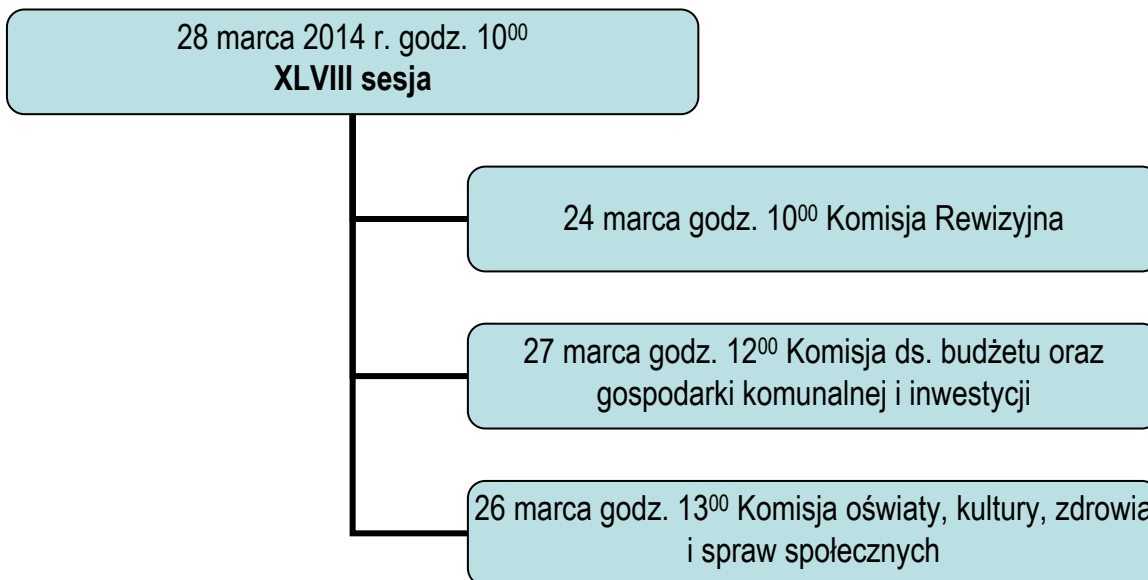 28 marca 2014 r. godz. 10⁰⁰
XLVIII sesja
24 marca godz. 10⁰⁰ Komisja Rewizyjna
27 marca godz. 12⁰⁰ Komisja ds. budżetu oraz
gospodarki komunalnej i inwestycji
26 marca godz. 13⁰⁰ Komisja oświaty, kultury, zdrowia
i spraw społecznych